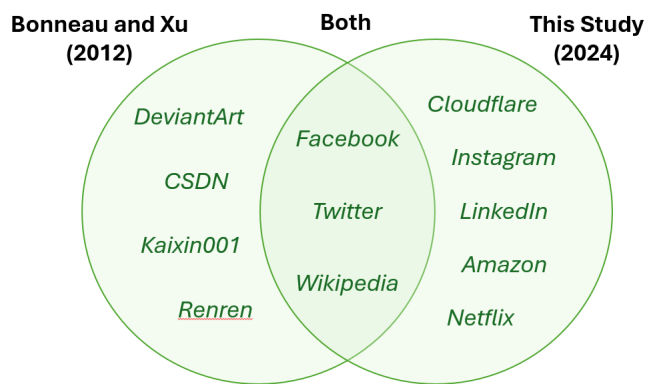 Bonneau and Xu
(2012)
Both
This Study
(2024)
DeviantArt
CSDN
Kaixin001
Renren
Facebook
Twitter
Wikipedia
Cloudflare
Instagram
LinkedIn
Amazon
Netflix